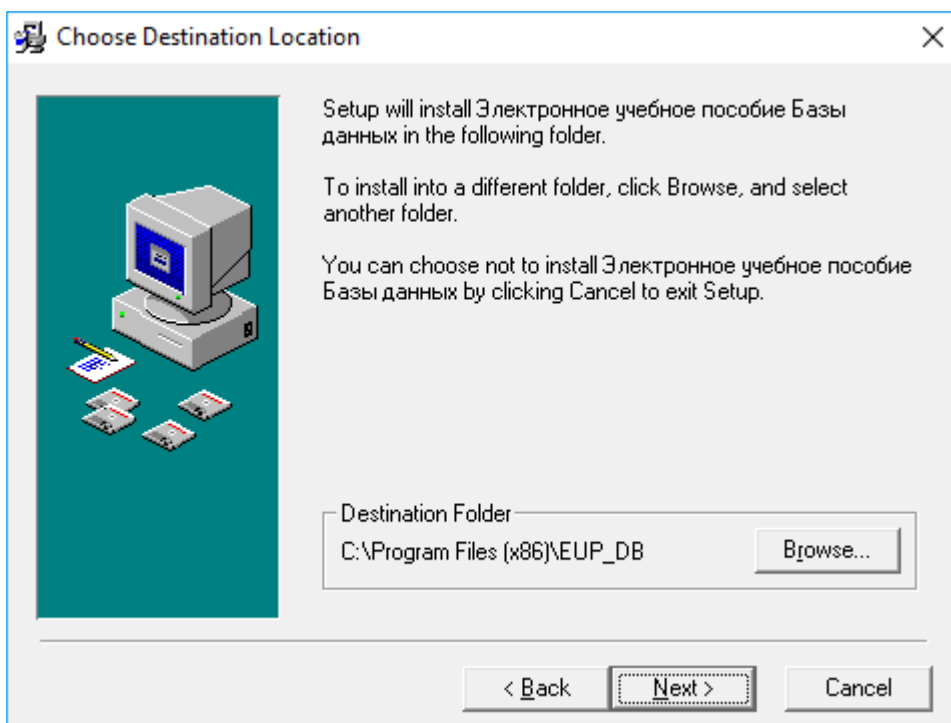 Choose Destination Location
Setup will install Электронное учебное пособие Базы
данных in the following folder.
To install into a different folder, click Browse, and select
another folder.
You can choose not to install Электронное учебное пособие
Базы данных by clicking Cancel to exit Setup.
Destination Folder
C:\Program Files (x86)\EUP_DB
Browse...
< Back
Next >
Cancel